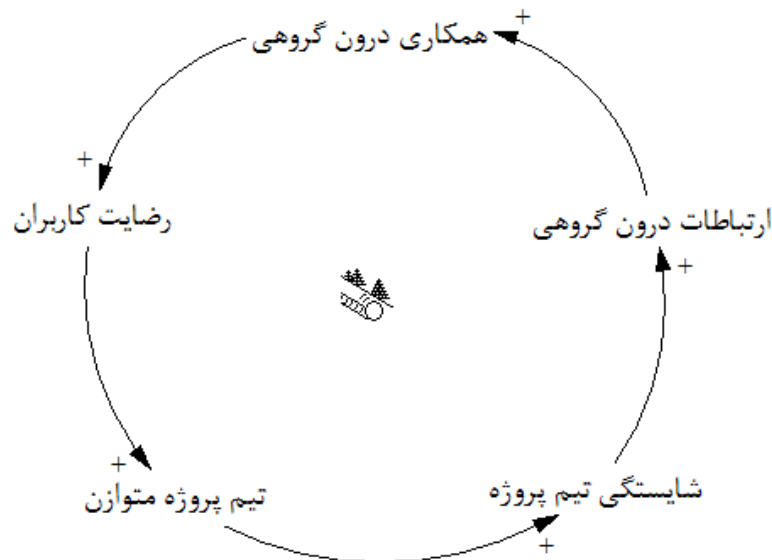 همکاری درون گروهی
+
+
رضایت کاربران
ارتباطات درون گروهی
+
+
تیم پروژه متوازن
شایستگی تیم پروژه
+